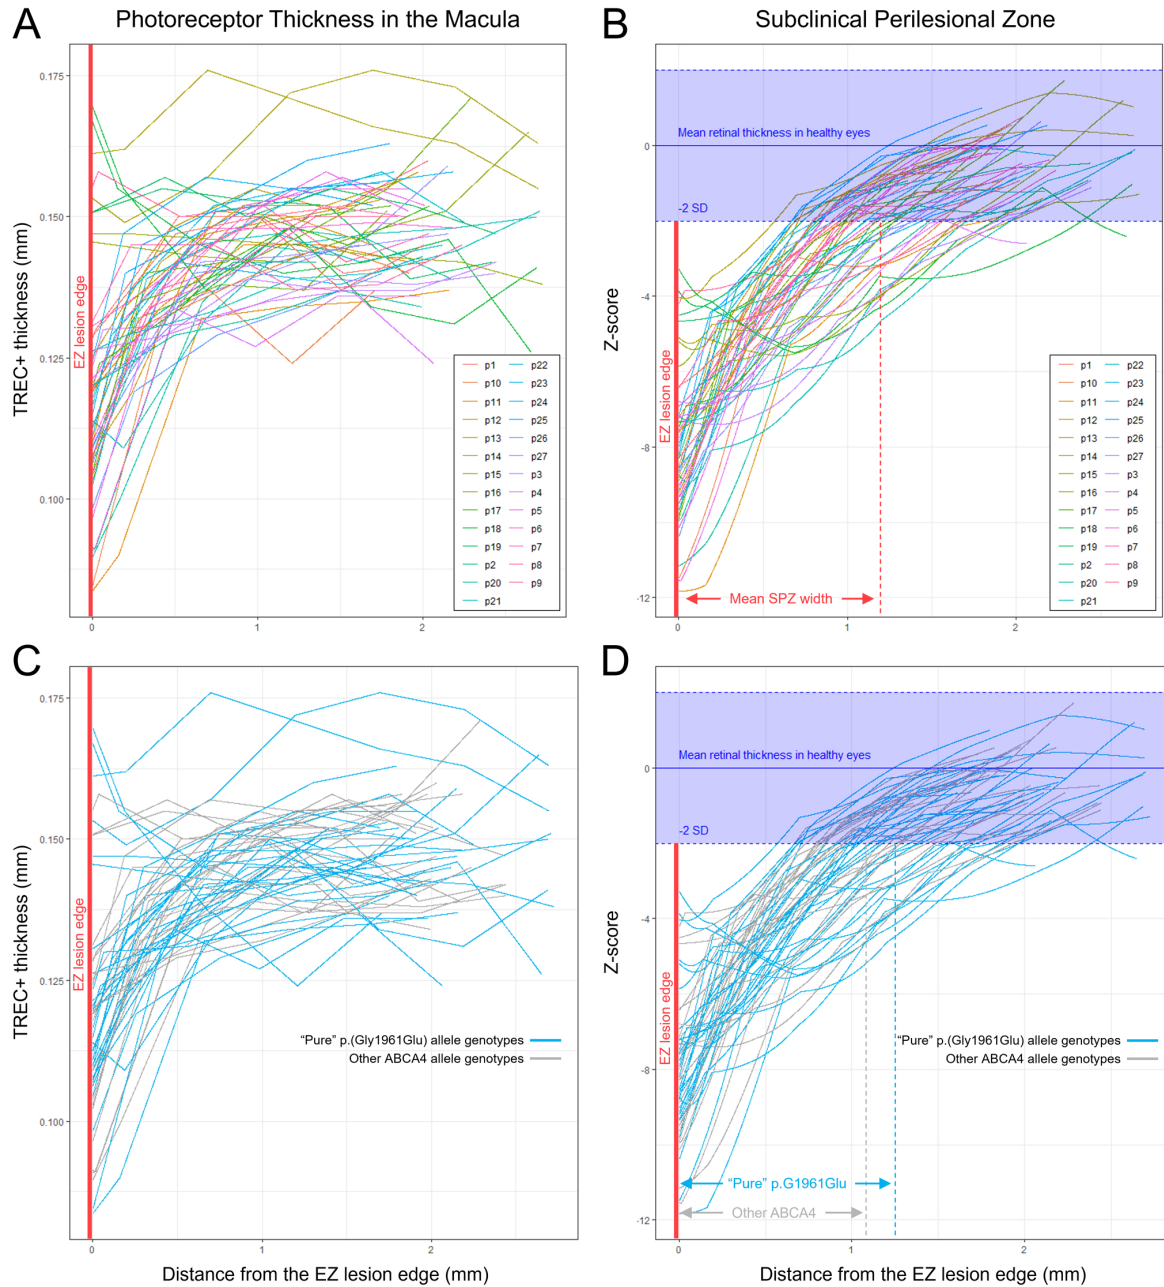 A
Photoreceptor Thickness in the Macula
TREC+ thickness (mm)
0.175
0.150
0.125
0.100
EZ lesion edge
p1
p10
p11
p12
p13
p14
p15
p16
p17
p18
p19
p2
p20
p21
p22
p23
p24
p25
p26
p27
p3
p4
p5
p6
p7
p8
p9
0
1
2
B
Subclinical Perilesional Zone
Z-score
0
-4
-8
-12
Mean retinal thickness in healthy eyes
-2 SD
EZ lesion edge
Mean SPZ width
p1
p10
p11
p12
p13
p14
p15
p16
p17
p18
p19
p2
p20
p21
p22
p23
p24
p25
p26
p27
p3
p4
p5
p6
p7
p8
p9
0
1
2
C
TREC+ thickness (mm)
0.175
0.150
0.125
0.100
EZ lesion edge
“Pure” p.(Gly1961Glu) allele genotypes
Other ABCA4 allele genotypes
0
1
2
Distance from the EZ lesion edge (mm)
D
Z-score
0
-4
-8
-12
Mean retinal thickness in healthy eyes
-2 SD
EZ lesion edge
“Pure” p.(Gly1961Glu) allele genotypes
Other ABCA4 allele genotypes
“Pure” p.G1961Glu
Other ABCA4
0
1
2
Distance from the EZ lesion edge (mm)